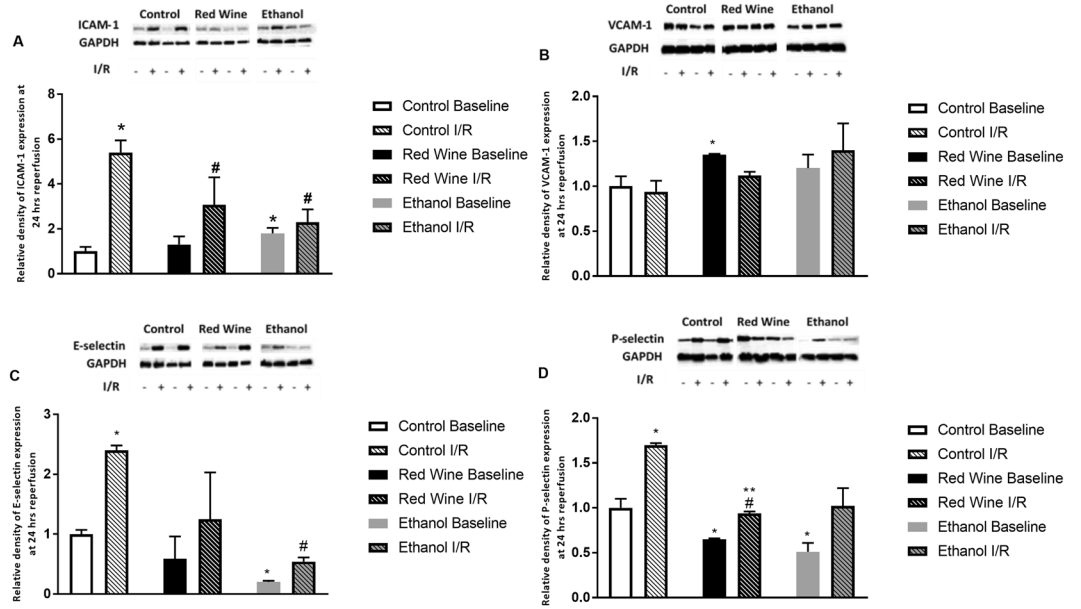 A
Control Red Wine Ethanol
ICAM-1
GAPDH
I/R - + - + - + - + - + - +
Relative density of ICAM-1 expression at
24 hrs reperfusion
8
6
4
2
0
*
#
*
#
Control Baseline
Control I/R
Red Wine Baseline
Red Wine I/R
Ethanol Baseline
Ethanol I/R
B
Control Red Wine Ethanol
VCAM-1
GAPDH
I/R - + - + - + - + - + - +
Relative density of VCAM-1 expression
at 24 hrs reperfusion
2.0
1.5
1.0
0.5
0.0
*
Control Baseline
Control I/R
Red Wine Baseline
Red Wine I/R
Ethanol Baseline
Ethanol I/R
C
Control Red Wine Ethanol
E-selectin
GAPDH
I/R - + - + - + - + - + - +
Relative density of E-selectin expression
at 24 hrs reperfusion
3
2
1
0
*
*
#
Control Baseline
Control I/R
Red Wine Baseline
Red Wine I/R
Ethanol Baseline
Ethanol I/R
D
Control Red Wine Ethanol
P-selectin
GAPDH
I/R - + - + - + - + - + - +
Relative density of P-selectin expression
at 24 hrs reperfusion
2.0
1.5
1.0
0.5
0.0
*
*
**
#
*
Control Baseline
Control I/R
Red Wine Baseline
Red Wine I/R
Ethanol Baseline
Ethanol I/R